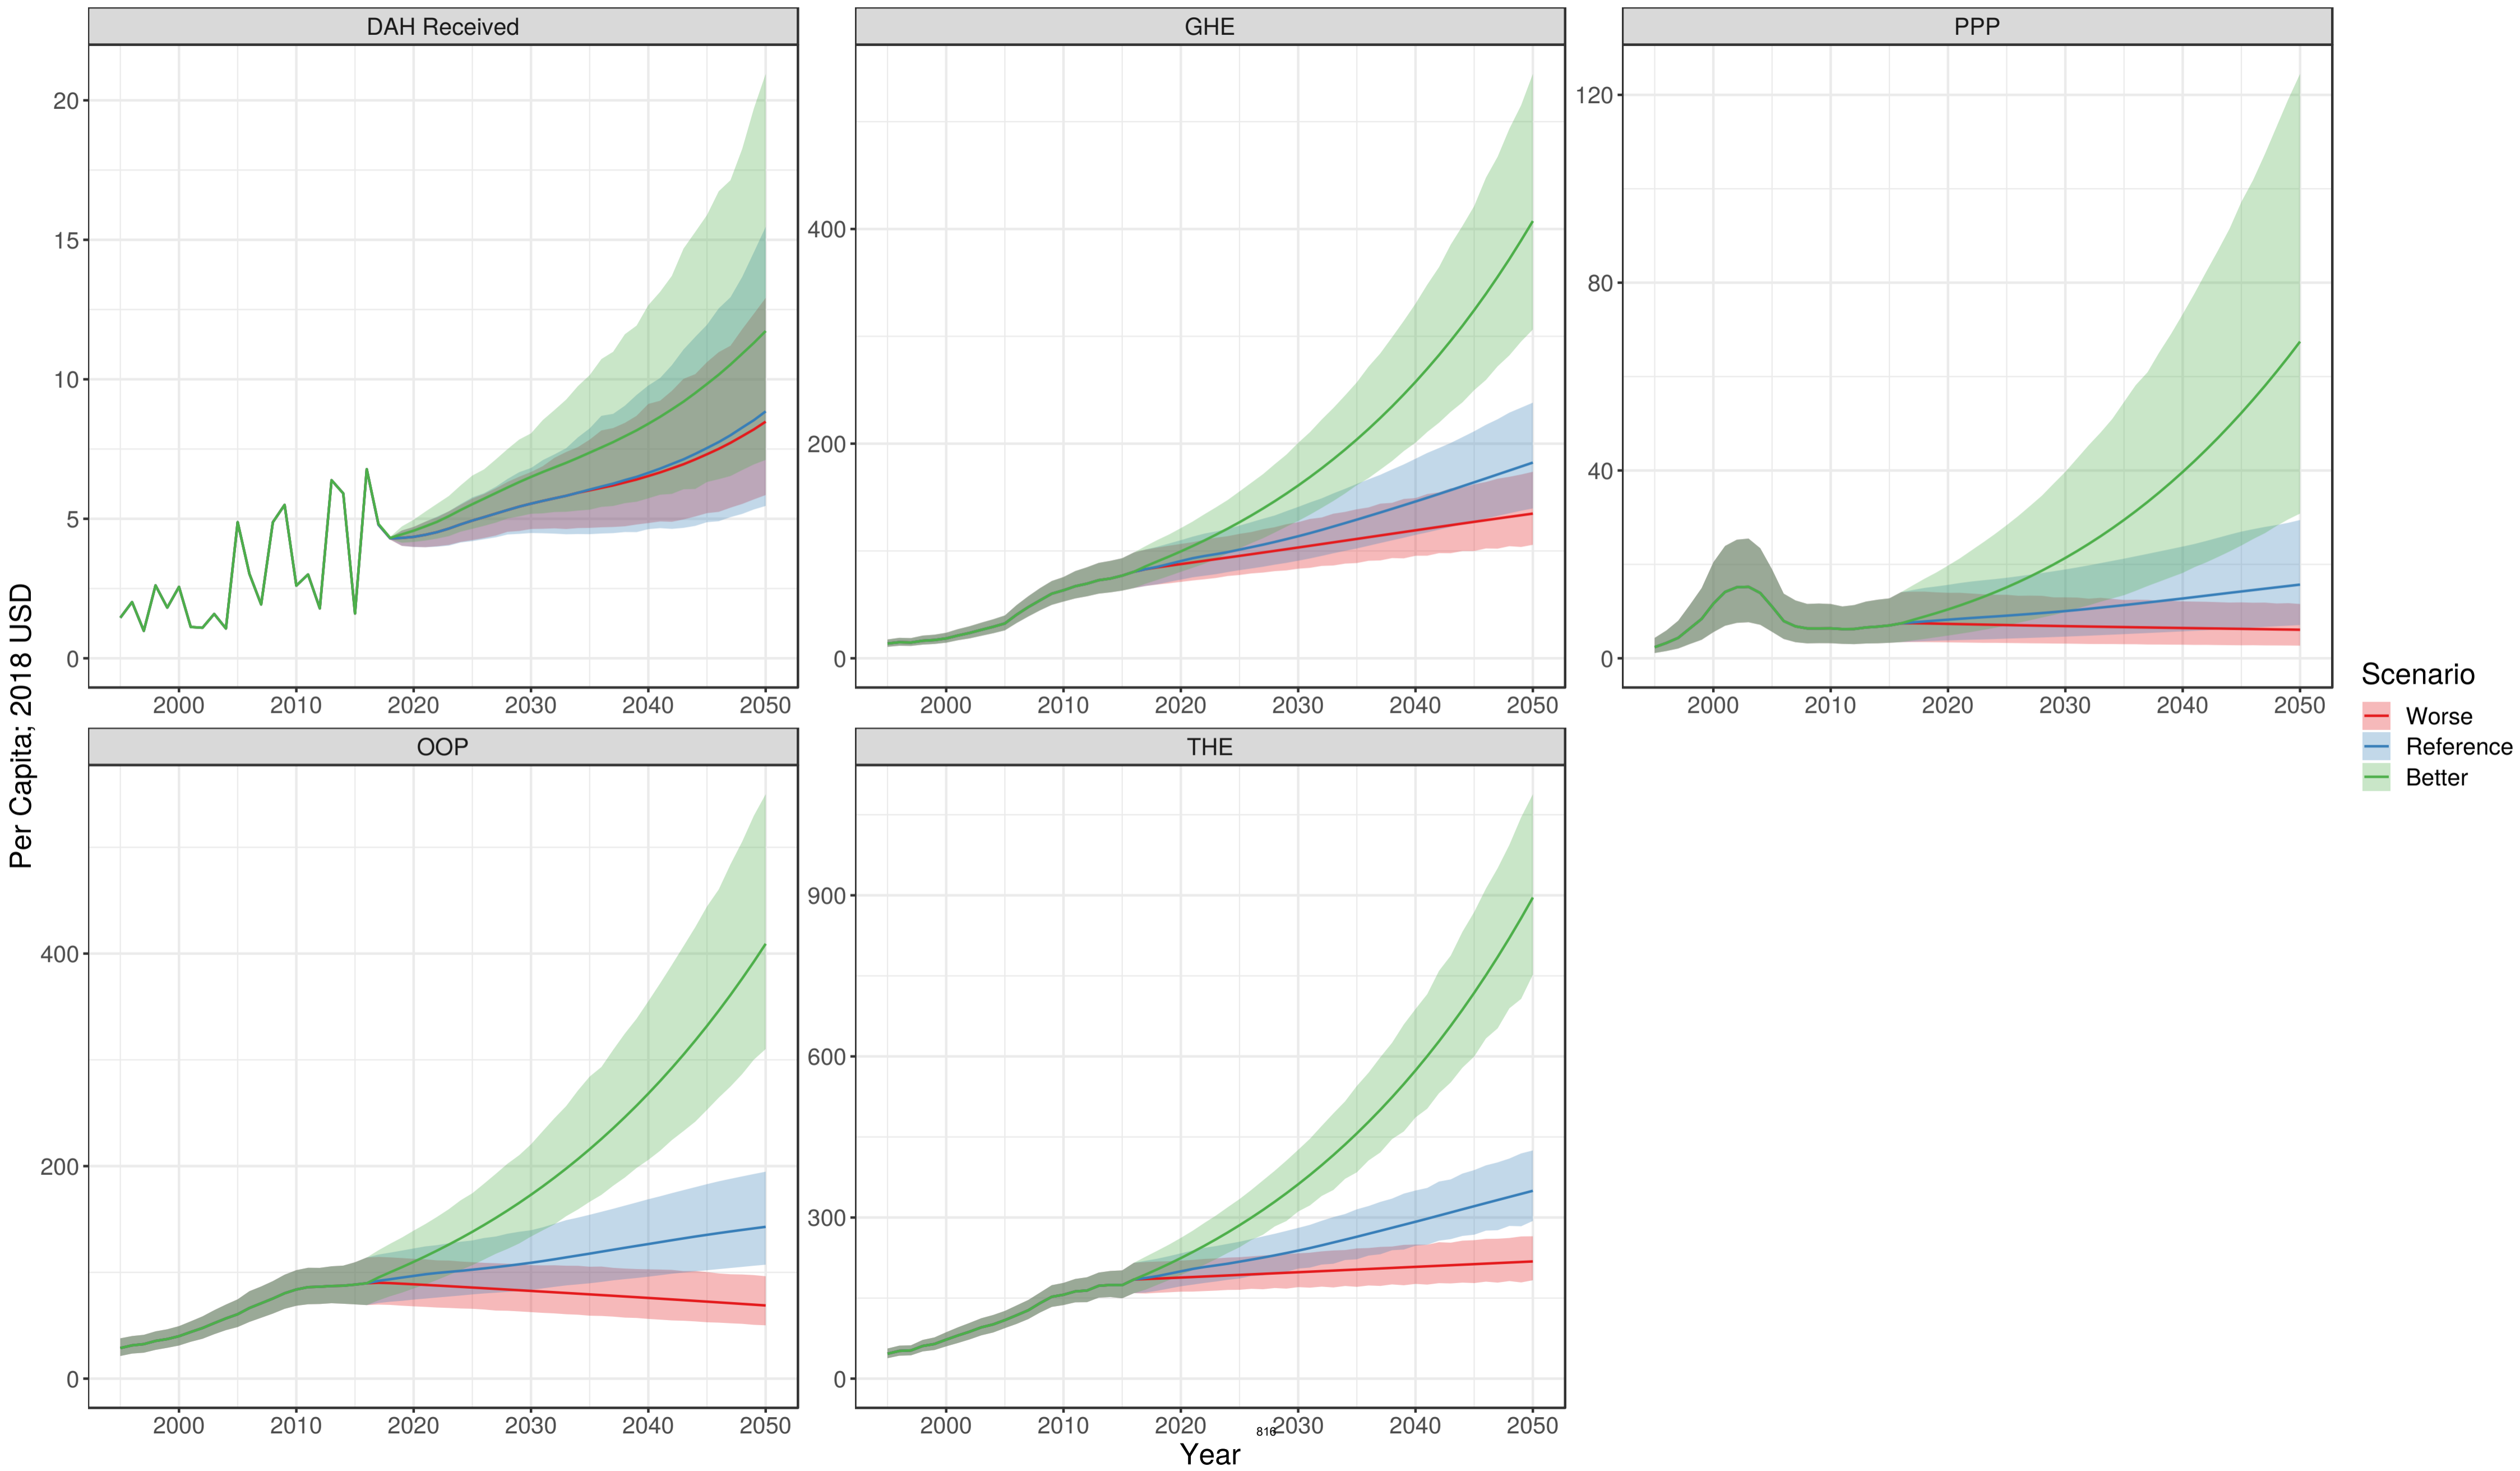 DAH Received
GHE
PPP
20
15
10
5
0
400
200
0
120
80
40
0
2000 2010 2020 2030 2040 2050
2000 2010 2020 2030 2040 2050
2000 2010 2020 2030 2040 2050
OOP
THE
400
200
0
900
600
300
0
2000 2010 2020 2030 2040 2050
2000 2010 2020 2030 2040 2050
816
Year
Per Capita; 2018 USD
Scenario
Worse
Reference
Better